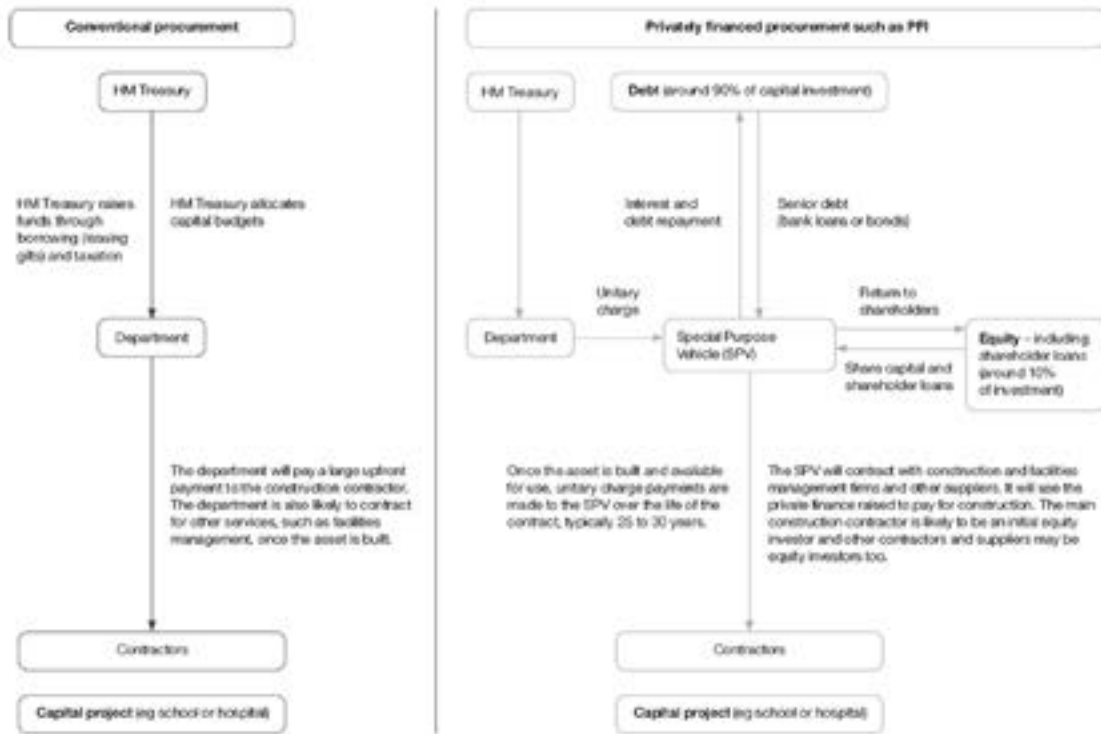 Conventional procurement
HM Treasury
HM Treasury raises
funds through
borrowing (issuing
gilts) and taxation
HM Treasury allocates
capital budgets
Department
The department will pay a large upfront
payment to the construction contractor.
The department is also likely to contract
for other services, such as facilities
management, once the asset is built.
Contractors
Capital project (eg school or hospital)
Privately financed procurement such as PFI
HM Treasury
Debt (around 90% of capital investment)
Interest and
debt repayment
Senior debt
(bank loans or bonds)
Unitary
charge
Return to
shareholders
Department
Special Purpose
Vehicle (SPV)
Equity – including
shareholder loans
(around 10%
of investment)
Share capital and
shareholder loans
Once the asset is built and available
for use, unitary charge payments are
made to the SPV over the life of the
contract, typically 25 to 30 years.
The SPV will contract with construction and facilities
management firms and other suppliers. It will use the
private finance raised to pay for construction. The main
construction contractor is likely to be an initial equity
investor and other contractors and suppliers may be
equity investors too.
Contractors
Capital project (eg school or hospital)